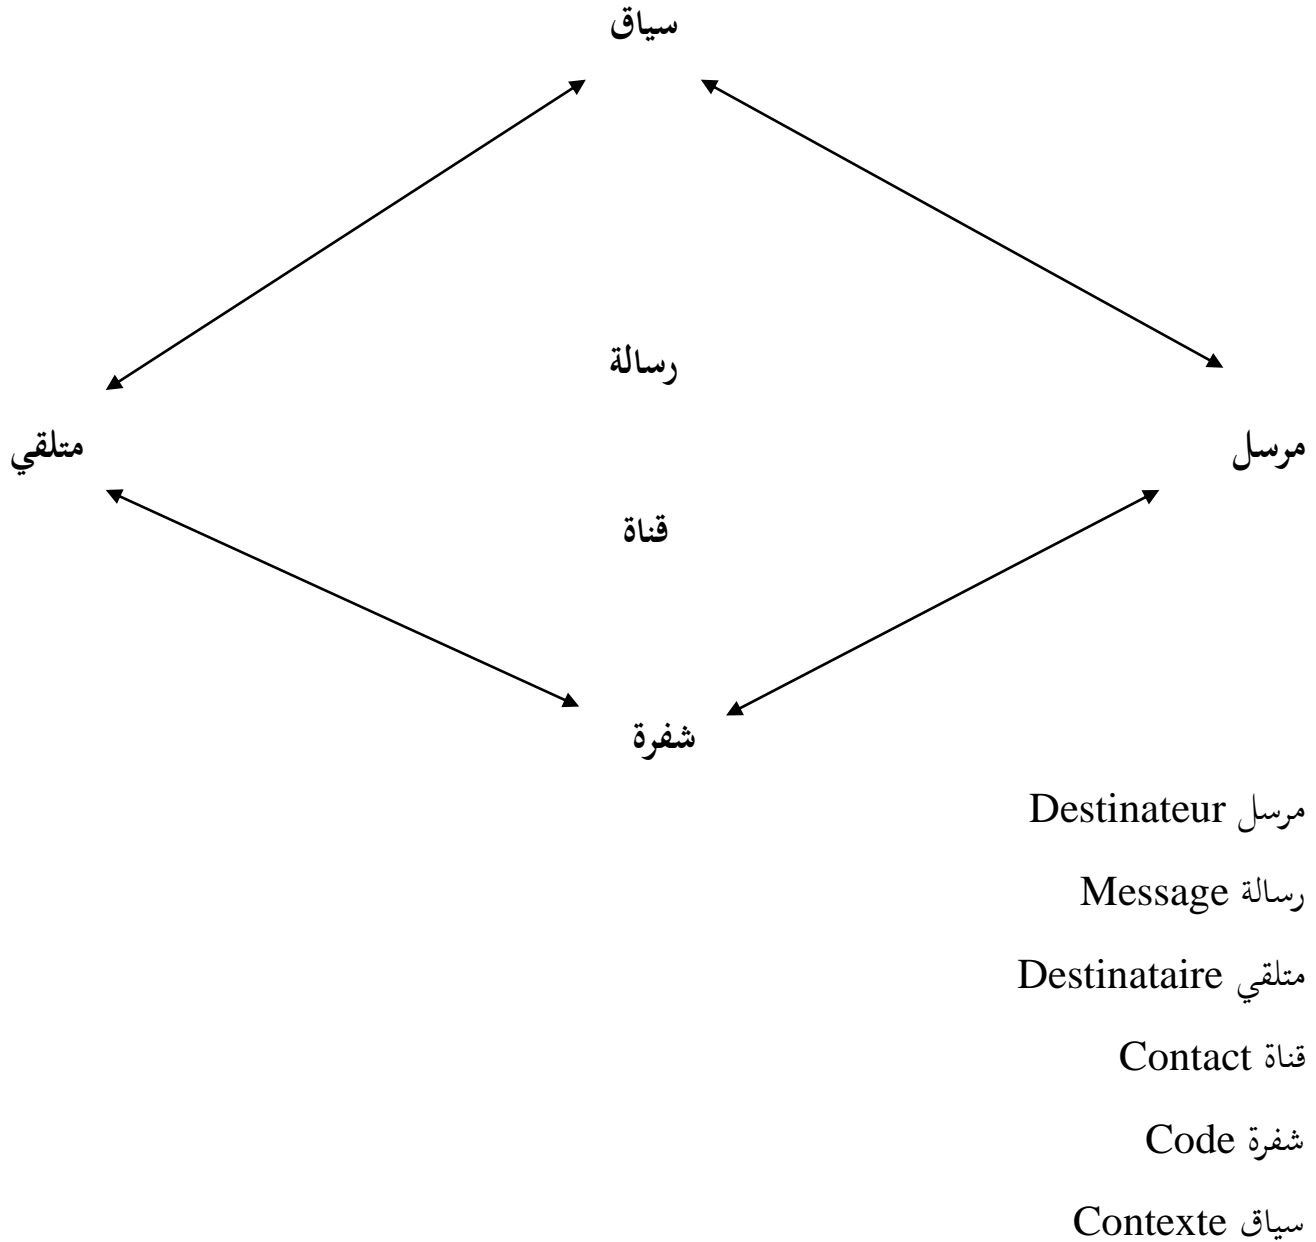 سياق
رسالة
مرسل
متلقي
قناة
شفرة
مرسل Destinateur
رسالة Message
متلقي Destinataire
قناة Contact
شفرة Code
سياق Contexte